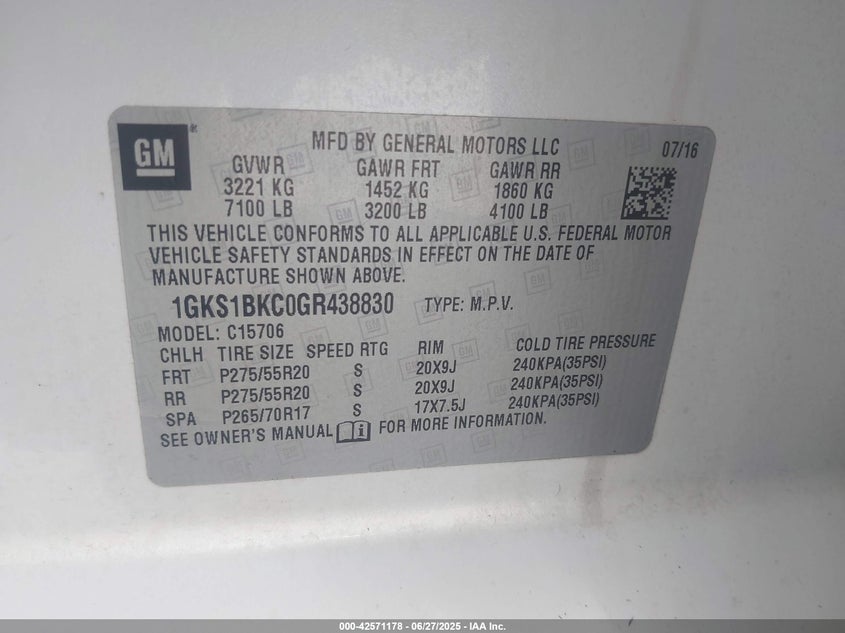 GM
MFD BY GENERAL MOTORS LLC 07/16
GVWR GAWR FRT GAWR RR
3221 KG 1452 KG 1860 KG
7100 LB 3200 LB 4100 LB
THIS VEHICLE CONFORMS TO ALL APPLICABLE U.S. FEDERAL MOTOR
VEHICLE SAFETY STANDARDS IN EFFECT ON THE DATE OF
MANUFACTURE SHOWN ABOVE.
1GKS1BKC0GR438830 TYPE: M.P.V.
MODEL: C15706
CHLH TIRE SIZE SPEED RTG RIM COLD TIRE PRESSURE
FRT P275/55R20 S 20X9J 240KPA(35PSI)
RR P275/55R20 S 20X9J 240KPA(35PSI)
SPA P265/70R17 S 17X7.5J 240KPA(35PSI)
SEE OWNER'S MANUAL FOR MORE INFORMATION.
000-42571178 - 06/27/2025 - IAA Inc.